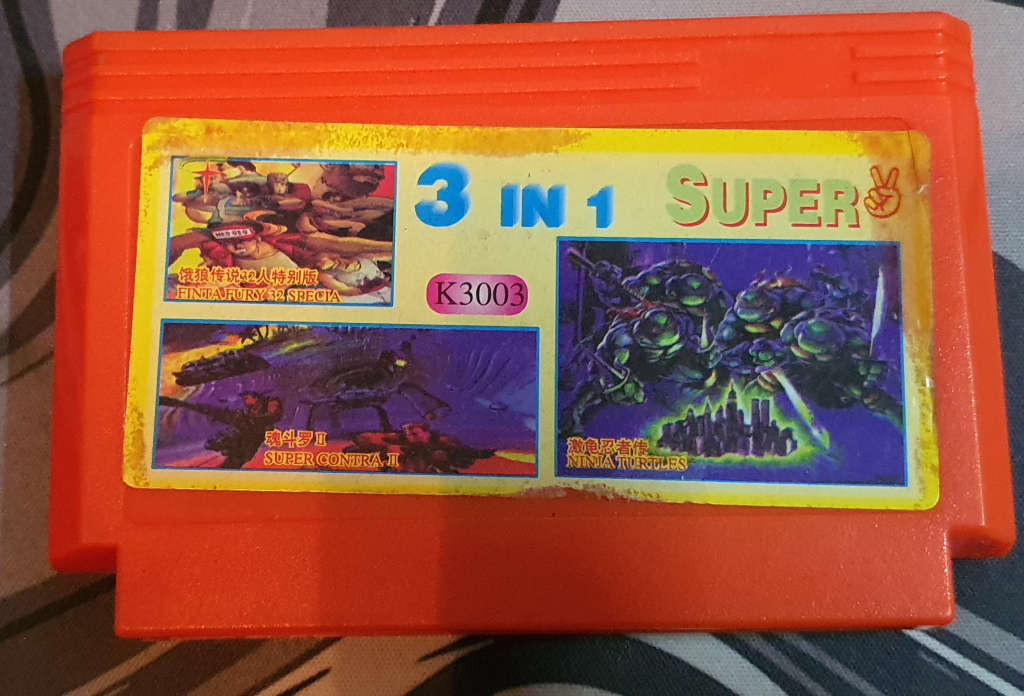 3 IN 1 SUPER
饿狼传说32人特别版
FINTA FURY 32 SPECIA
K3003
魂斗罗II
SUPER CONTRA II
激龟忍者传
NINJA TURTLES